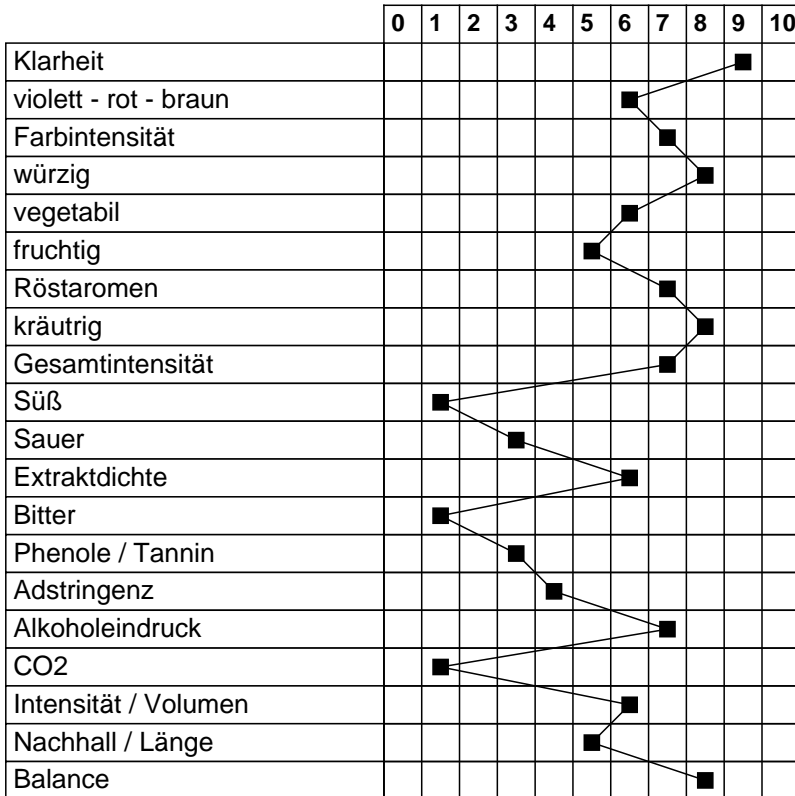 0 1 2 3 4 5 6 7 8 9 10
Klarheit
violett - rot - braun
Farbintensität
würzig
vegetabil
fruchtig
Röstaromen
kräutrig
Gesamtintensität
Süß
Sauer
Extraktdichte
Bitter
Phenole / Tannin
Adstringenz
Alkoholeindruck
CO2
Intensität / Volumen
Nachhall / Länge
Balance